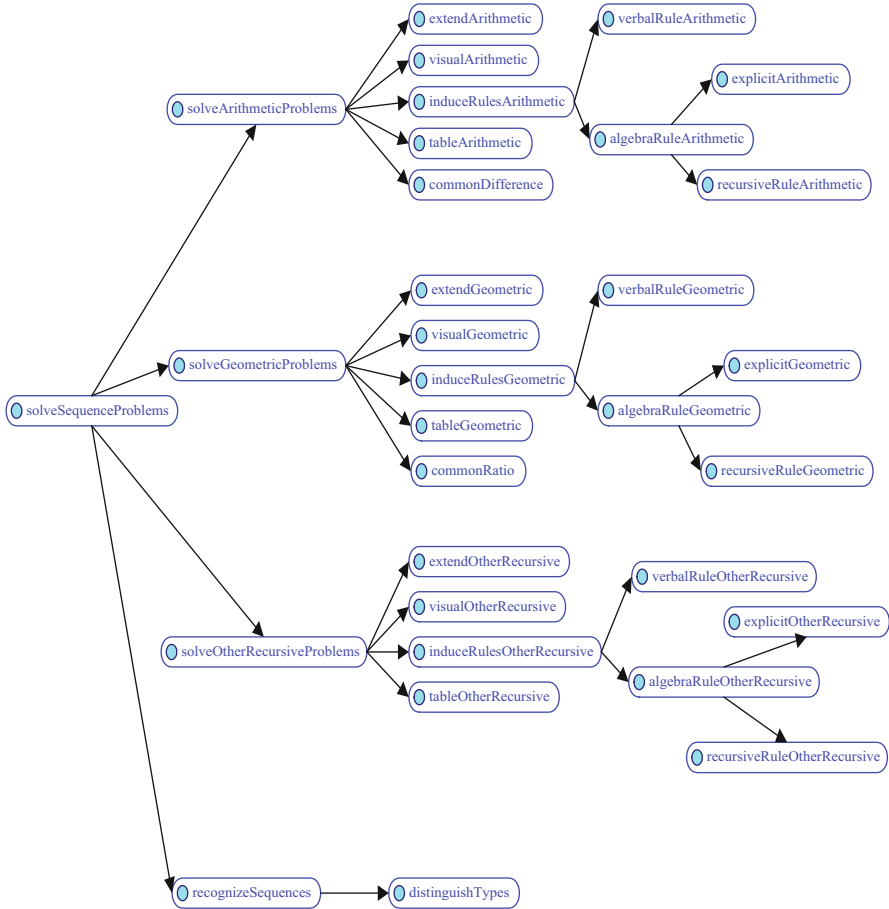 solveSequenceProblems
solveArithmeticProblems
extendArithmetic
visualArithmetic
induceRulesArithmetic
tableArithmetic
commonDifference
verbalRuleArithmetic
algebraRuleArithmetic
explicitArithmetic
recursiveRuleArithmetic
solveGeometricProblems
extendGeometric
visualGeometric
induceRulesGeometric
tableGeometric
commonRatio
verbalRuleGeometric
algebraRuleGeometric
explicitGeometric
recursiveRuleGeometric
solveOtherRecursiveProblems
extendOtherRecursive
visualOtherRecursive
induceRulesOtherRecursive
tableOtherRecursive
verbalRuleOtherRecursive
algebraRuleOtherRecursive
explicitOtherRecursive
recursiveRuleOtherRecursive
recognizeSequences
distinguishTypes